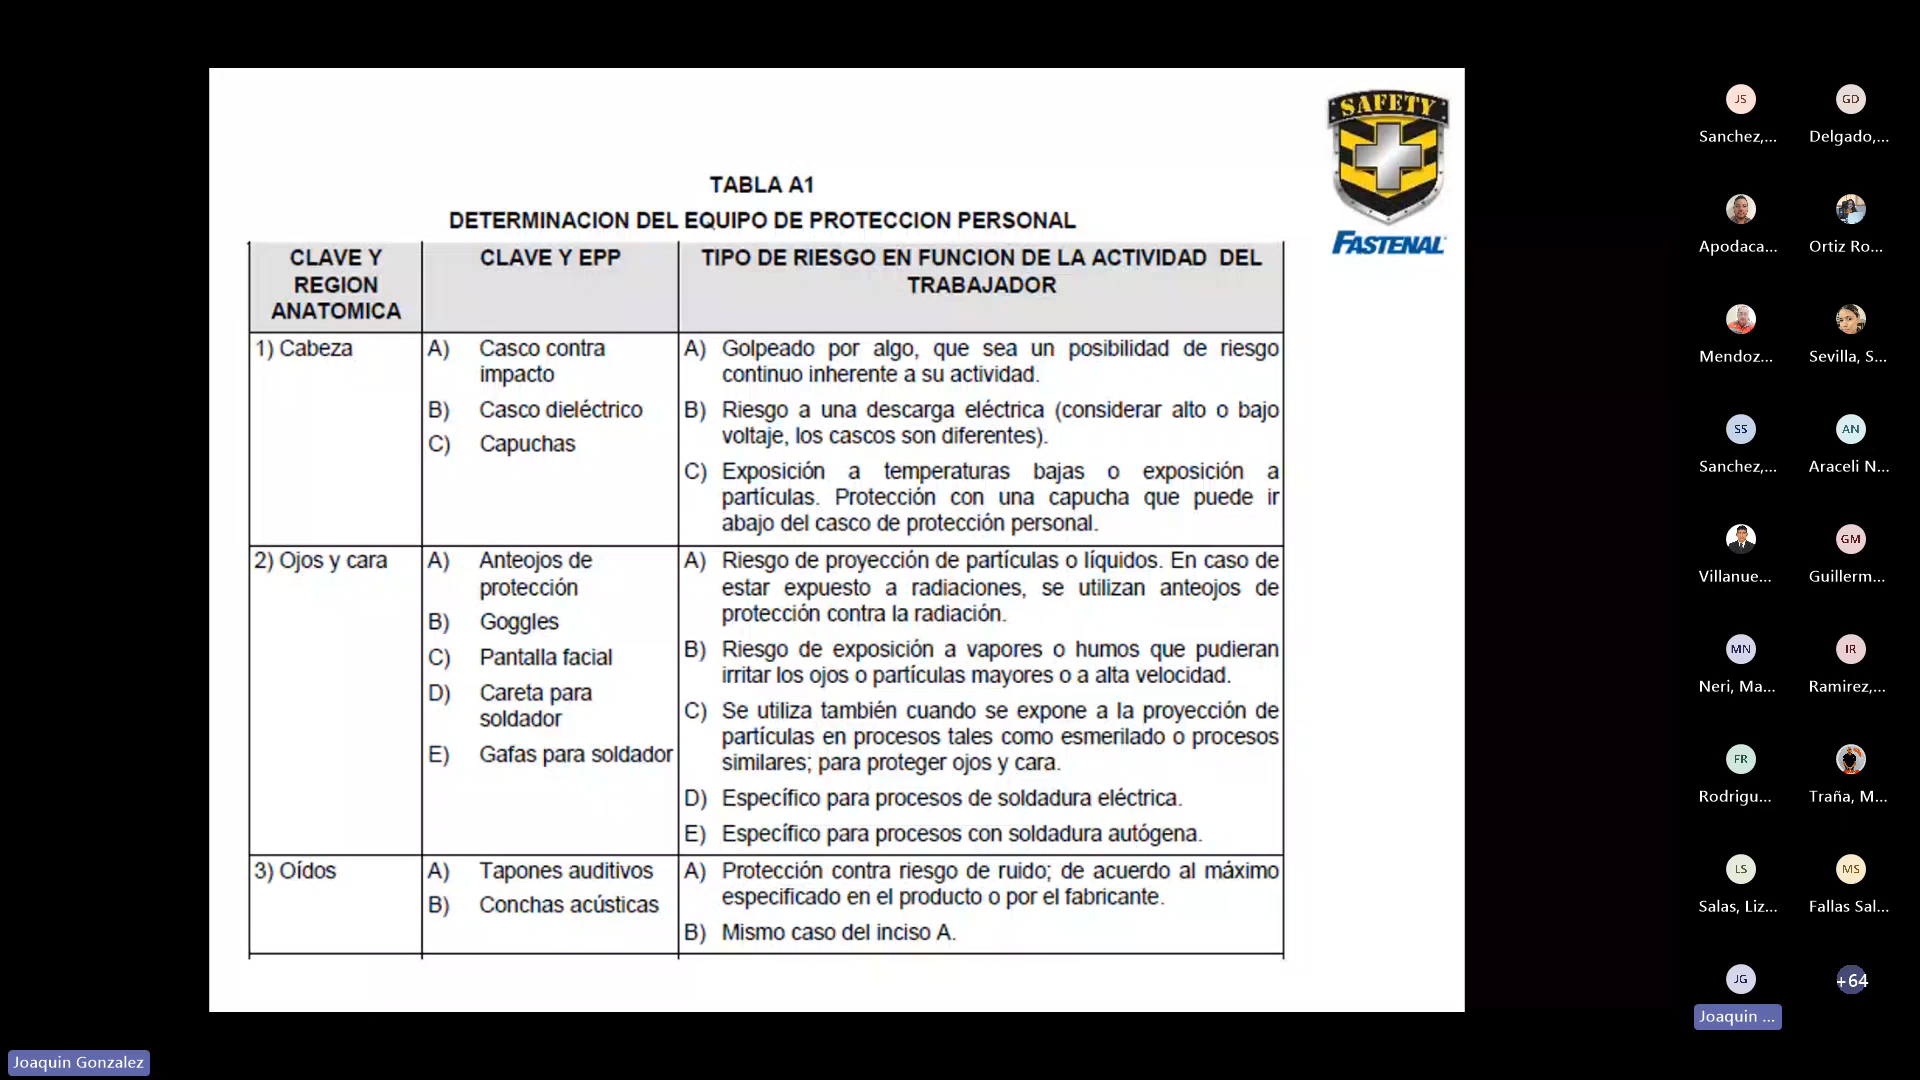 SAFETY
FASTENAL
TABLA A1
DETERMINACION DEL EQUIPO DE PROTECCION PERSONAL
CLAVE Y
REGION
ANATOMICA
CLAVE Y EPP
TIPO DE RIESGO EN FUNCION DE LA ACTIVIDAD DEL
TRABAJADOR
1) Cabeza
A) Casco contra
impacto
B) Casco dieléctrico
C) Capuchas
A) Golpeado por algo, que sea un posibilidad de riesgo
continuo inherente a su actividad.
B) Riesgo a una descarga eléctrica (considerar alto o bajo
voltaje, los cascos son diferentes).
C) Exposición a temperaturas bajas o exposición a
partículas. Protección con una capucha que puede ir
abajo del casco de protección personal.
2) Ojos y cara
A) Anteojos de
protección
B) Goggles
C) Pantalla facial
D) Careta para
soldador
E) Gafas para soldador
A) Riesgo de proyección de partículas o líquidos. En caso de
estar expuesto a radiaciones, se utilizan anteojos de
protección contra la radiación.
B) Riesgo de exposición a vapores o humos que pudieran
irritar los ojos o partículas mayores o a alta velocidad.
C) Se utiliza también cuando se expone a la proyección de
partículas en procesos tales como esmerilado o procesos
similares; para proteger ojos y cara.
D) Específico para procesos de soldadura eléctrica.
E) Específico para procesos con soldadura autógena.
3) Oídos
A) Tapones auditivos
B) Conchas acústicas
A) Protección contra riesgo de ruido; de acuerdo al máximo
especificado en el producto o por el fabricante.
B) Mismo caso del inciso A.
JS
Sanchez,...
GD
Delgado,...
Apodaca...
Ortiz Ro...
Mendoz...
Sevilla, S...
SS
Sanchez,...
AN
Araceli N...
Villanue...
GM
Guillerm...
MN
Neri, Ma...
IR
Ramirez,...
FR
Rodrigu...
Traña, M...
LS
Salas, Liz...
MS
Fallas Sal...
JG
Joaquin ...
+64
Joaquin Gonzalez